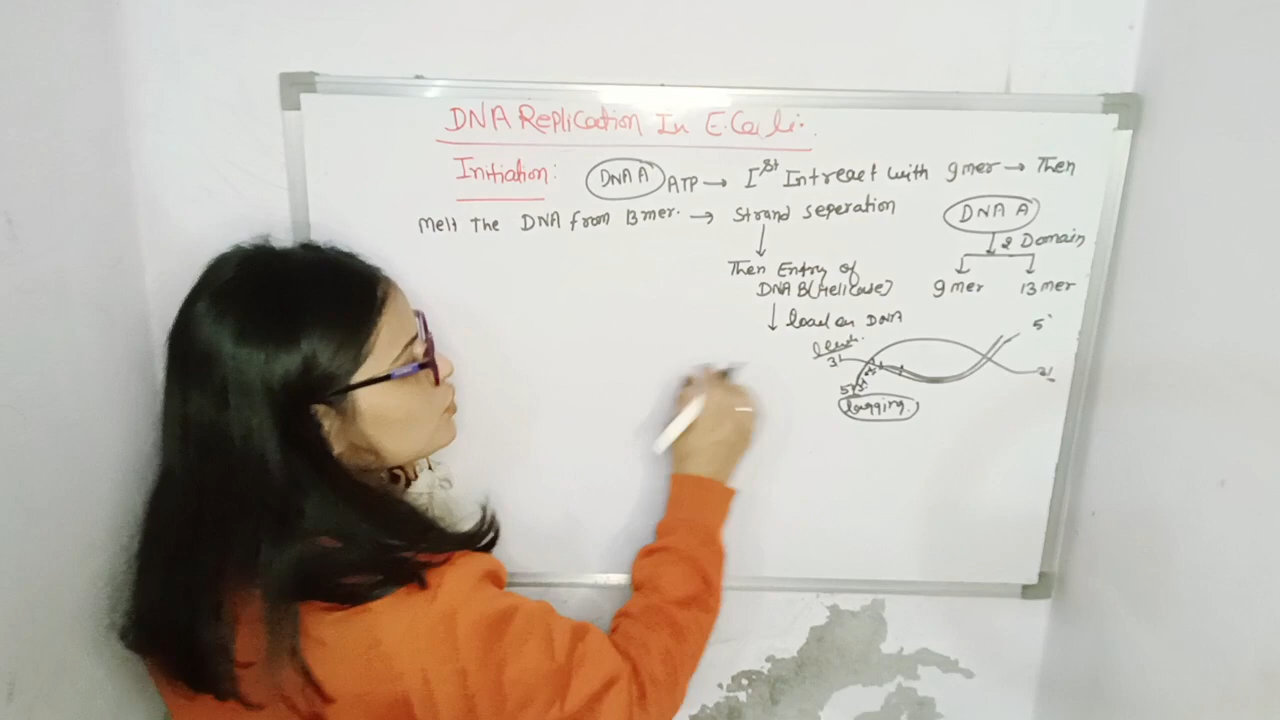 DNA Replication In E. Coli.
Initiation: DNA A ATP → Ist Intreact with 9mer → Then
Melt The DNA from 13mer. → Strand seperation
DNA A
2 Domain
9mer 13mer
Then Entry of
DNA B(Helicase)
load on DNA
3' 5'
5' 3'
lagging